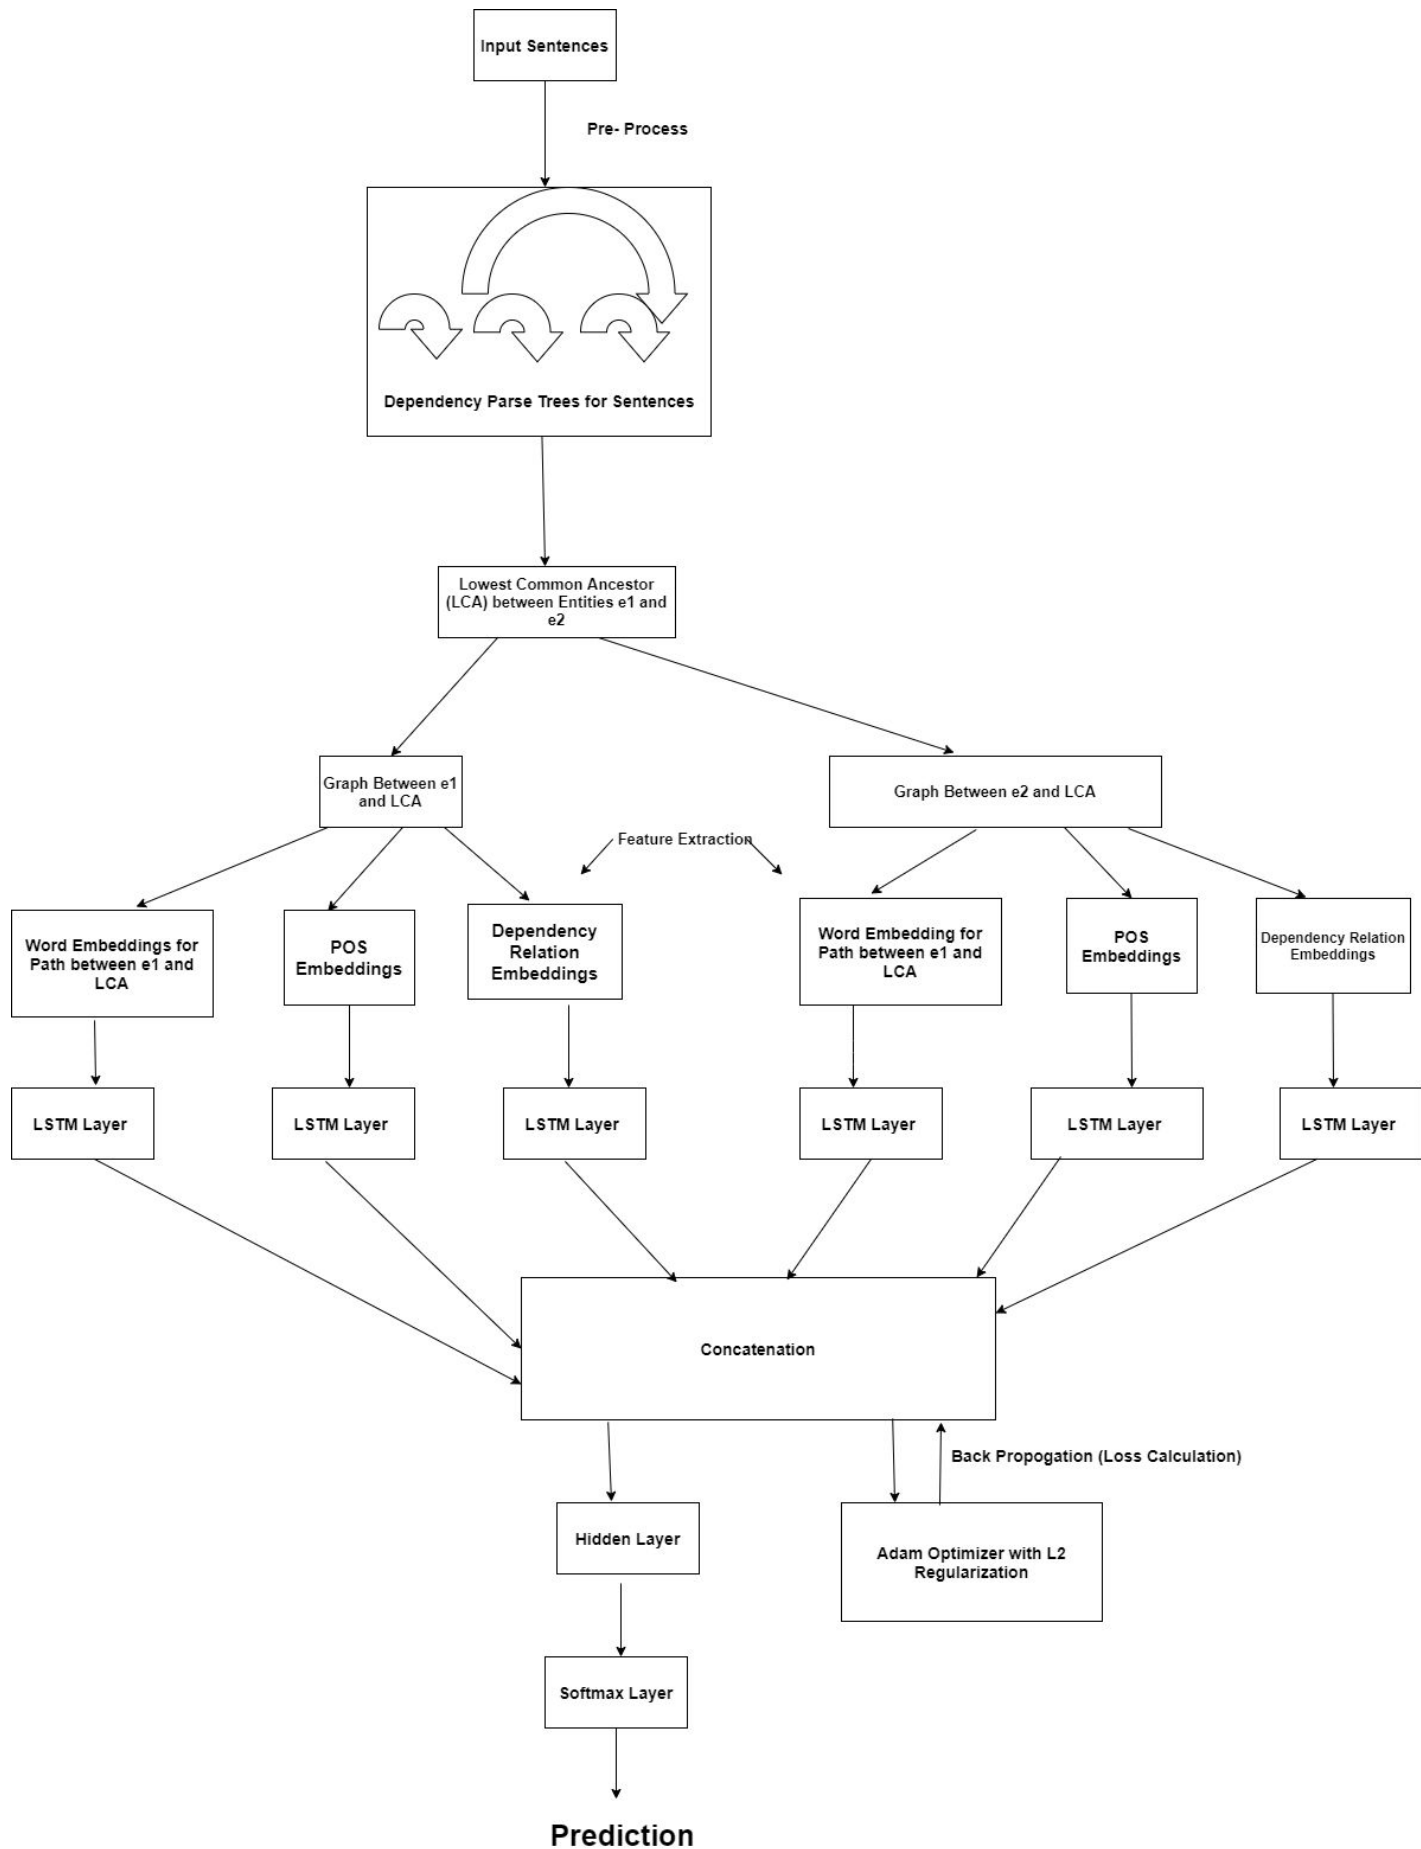 Input Sentences
Pre- Process
Dependency Parse Trees for Sentences
Lowest Common Ancestor
(LCA) between Entities e1 and
e2
Graph Between e1
and LCA
Graph Between e2 and LCA
Feature Extraction
Word Embeddings for
Path between e1 and
LCA
POS
Embeddings
Dependency
Relation
Embeddings
Word Embedding for
Path between e1 and
LCA
POS
Embeddings
Dependency Relation
Embeddings
LSTM Layer
LSTM Layer
LSTM Layer
LSTM Layer
LSTM Layer
LSTM Layer
Concatenation
Back Propogation (Loss Calculation)
Hidden Layer
Adam Optimizer with L2
Regularization
Softmax Layer
Prediction